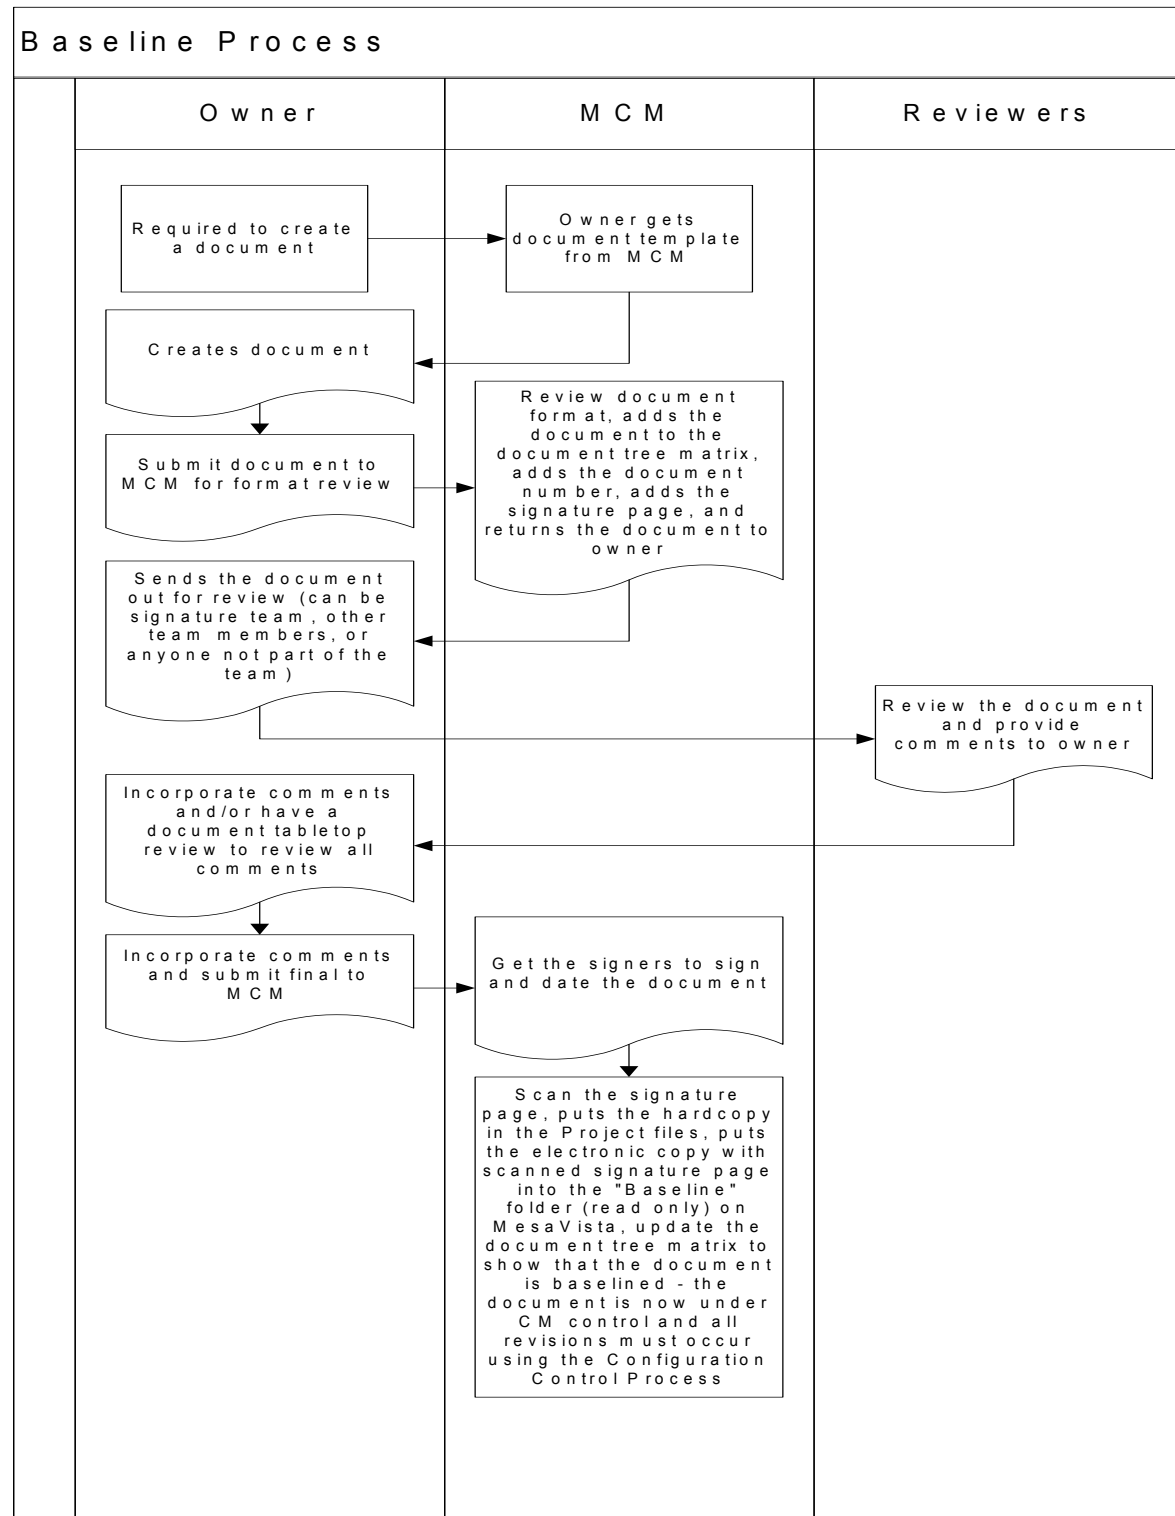 Baseline Process
Owner
MCM
Reviewers
Required to create
a document
Owner gets
document template
from MCM
Creates document
Submit document to
MCM for format review
Review document
format, adds the
document to the
document tree matrix,
adds the document
number, adds the
signature page, and
returns the document to
owner
Sends the document
out for review (can be
signature team, other
team members, or
anyone not part of the
team)
Review the document
and provide
comments to owner
Incorporate comments
and/or have a
document tabletop
review to review all
comments
Incorporate comments
and submit final to
MCM
Get the signers to sign
and date the document
Scan the signature
page, puts the hardcopy
in the Project files, puts
the electronic copy with
scanned signature page
into the "Baseline"
folder (read only) on
MesaVista, update the
document tree matrix to
show that the document
is baselined - the
document is now under
CM control and all
revisions must occur
using the Configuration
Control Process